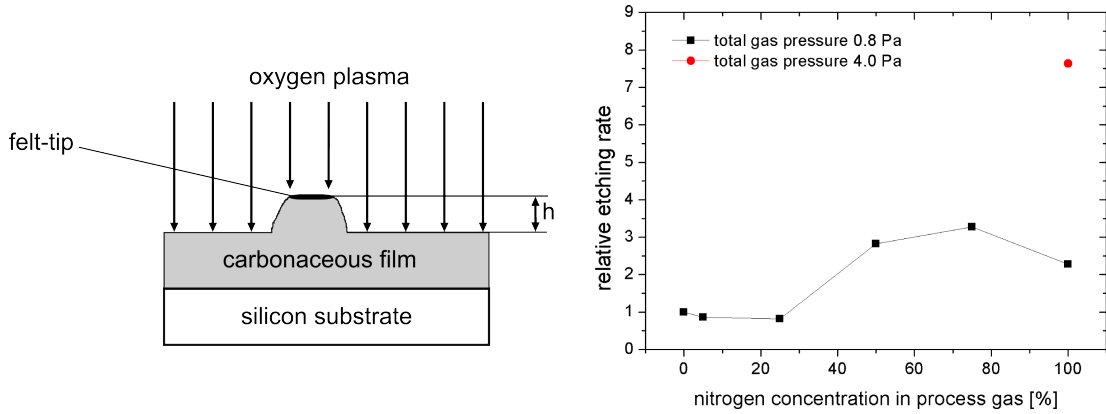 oxygen plasma
felt-tip
h
carbonaceous film
silicon substrate
9
8
7
6
5
4
3
2
1
0
relative etching rate
total gas pressure 0.8 Pa
total gas pressure 4.0 Pa
0 20 40 60 80 100
nitrogen concentration in process gas [%]